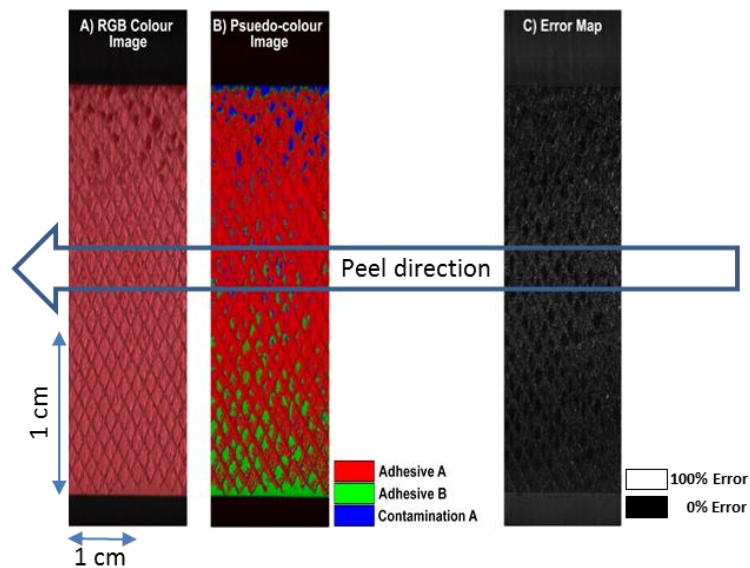 A) RGB Colour
Image
B) Psuedo-colour
Image
C) Error Map
Peel direction
1 cm
Adhesive A
Adhesive B
Contamination A
100% Error
0% Error
1 cm